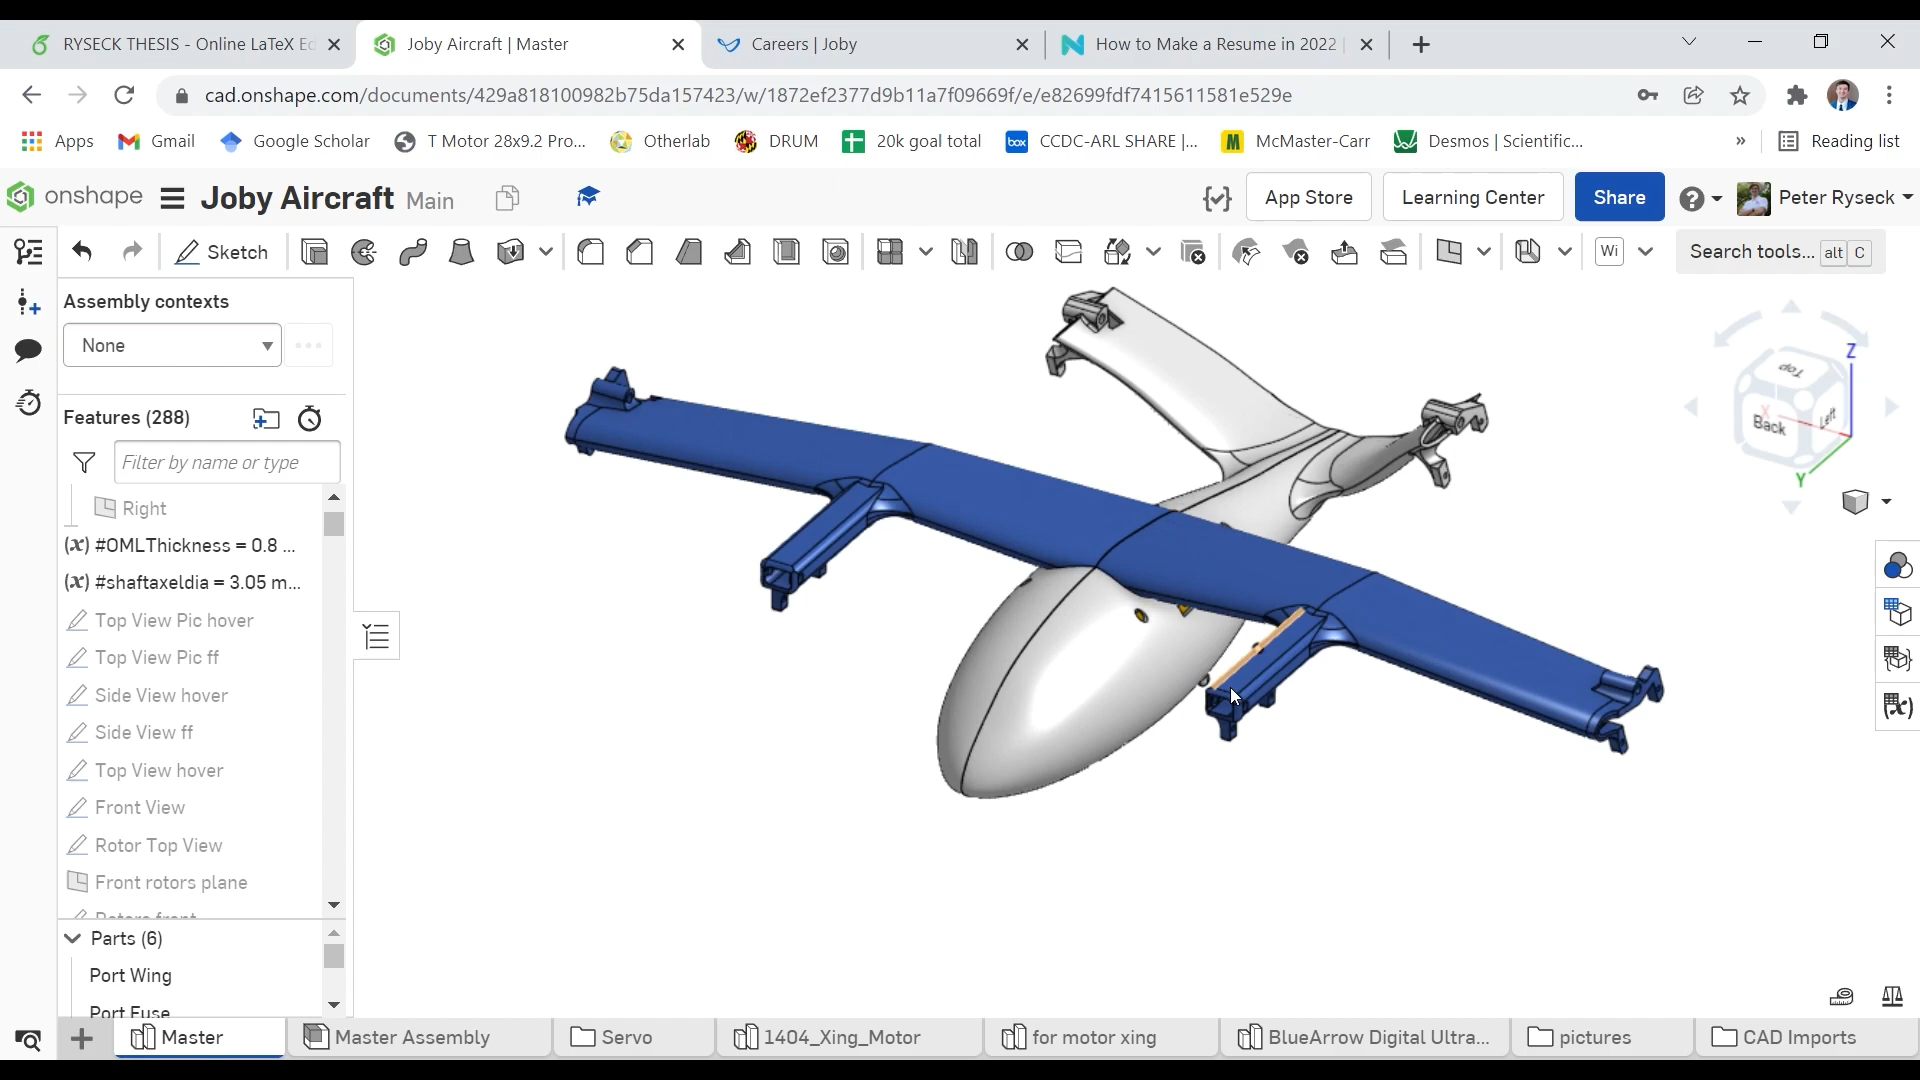 RYSECK THESIS - Online LaTeX Ed
Joby Aircraft | Master
Careers | Joby
How to Make a Resume in 2022 |
cad.onshape.com/documents/429a818100982b75da157423/w/1872ef2377d9b11a7f09669f/e/e82699fdf7415611581e529e
Apps
Gmail
Google Scholar
T Motor 28x9.2 Pro...
Otherlab
DRUM
20k goal total
box
CCDC-ARL SHARE |...
M
McMaster-Carr
Desmos | Scientific...
»
Reading list
onshape
Joby Aircraft Main
App Store
Learning Center
Share
Peter Ryseck
Sketch
Wi
Search tools... alt C
Assembly contexts
None
Features (288)
Filter by name or type
Right
(x) #OMLThickness = 0.8 ...
(x) #shaftaxeldia = 3.05 m...
Top View Pic hover
Top View Pic ff
Side View hover
Side View ff
Top View hover
Front View
Rotor Top View
Front rotors plane
Rotors front
Parts (6)
Port Wing
Port Fuse
Z
Top
X
Back
Left
Y
(x)
Master
Master Assembly
Servo
1404_Xing_Motor
for motor xing
BlueArrow Digital Ultra...
pictures
CAD Imports